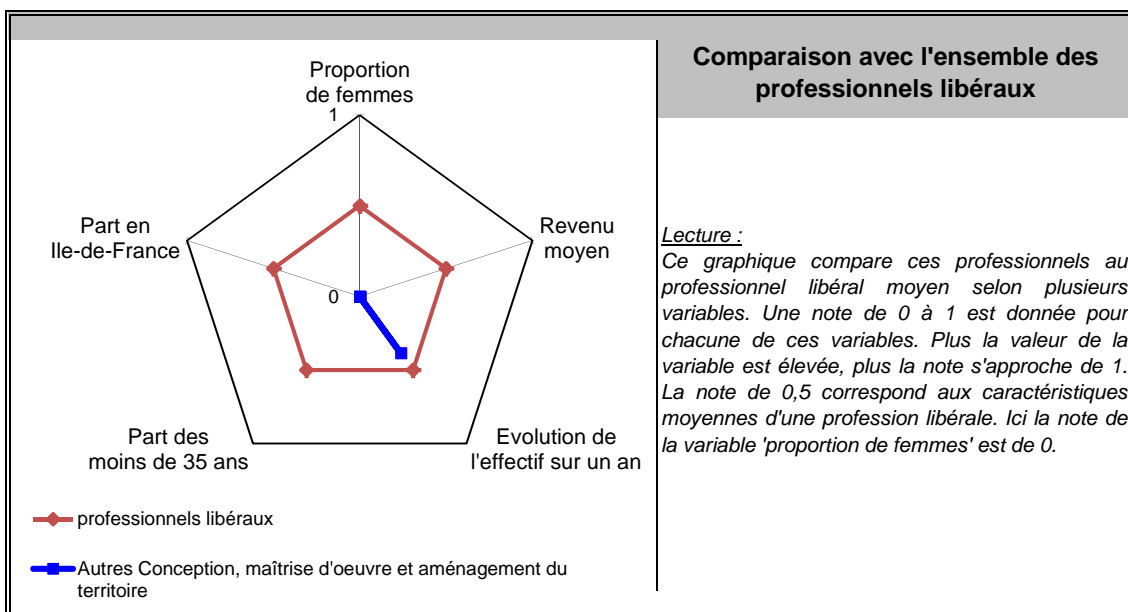 Comparaison avec l'ensemble des
professionnels libéraux
Proportion
de femmes
1
Part en
Ile-de-France
Revenu
moyen
0
Part des
moins de 35 ans
Evolution de
l'effectif sur un an
professionnels libéraux
Autres Conception, maîtrise d'oeuvre et aménagement du
territoire
Lecture :
Ce graphique compare ces professionnels au
professionnel libéral moyen selon plusieurs
variables. Une note de 0 à 1 est donnée pour
chacune de ces variables. Plus la valeur de la
variable est élevée, plus la note s'approche de 1.
La note de 0,5 correspond aux caractéristiques
moyennes d'une profession libérale. Ici la note de
la variable 'proportion de femmes' est de 0.